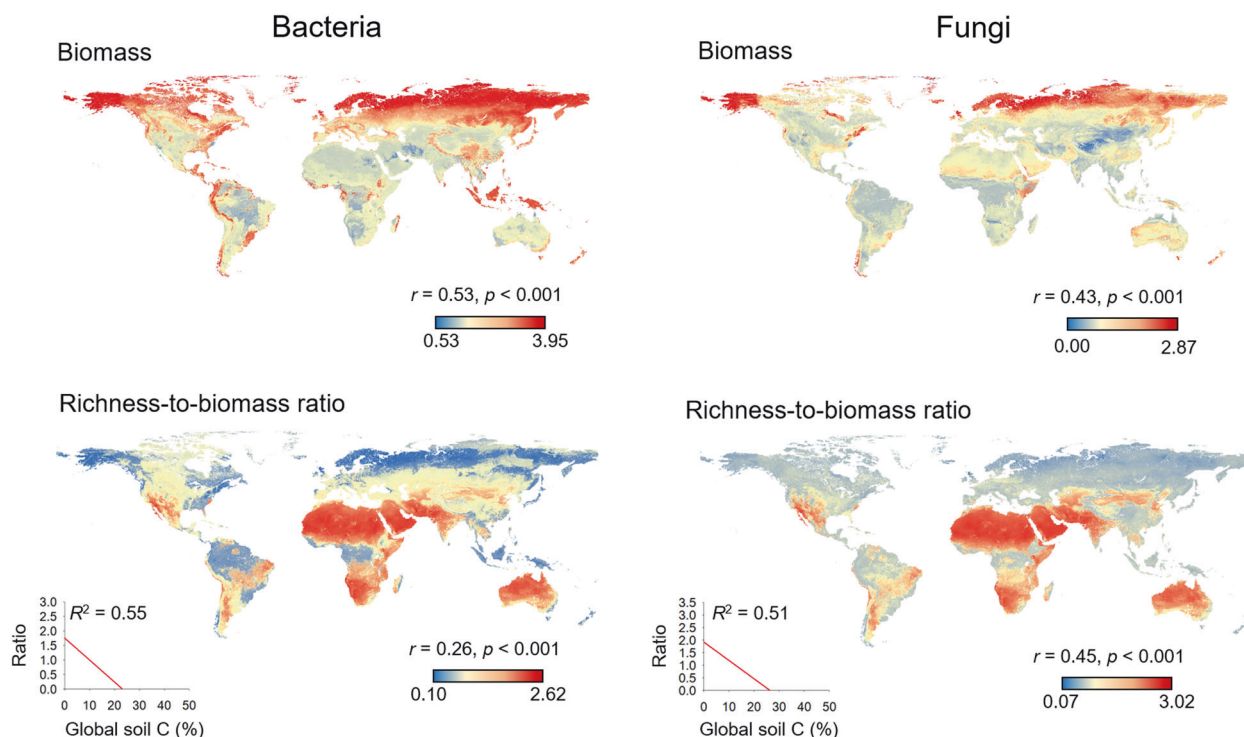 Bacteria
Biomass
r = 0.53, p < 0.001
0.53 3.95
Fungi
Biomass
r = 0.43, p < 0.001
0.00 2.87
Richness-to-biomass ratio
3.0
2.5
2.0
1.5
1.0
0.5
0.0
Ratio
R² = 0.55
0 10 20 30 40 50
Global soil C (%)
r = 0.26, p < 0.001
0.10 2.62
Richness-to-biomass ratio
3.5
3.0
2.5
2.0
1.5
1.0
0.5
0.0
Ratio
R² = 0.51
0 10 20 30 40 50
Global soil C (%)
r = 0.45, p < 0.001
0.07 3.02